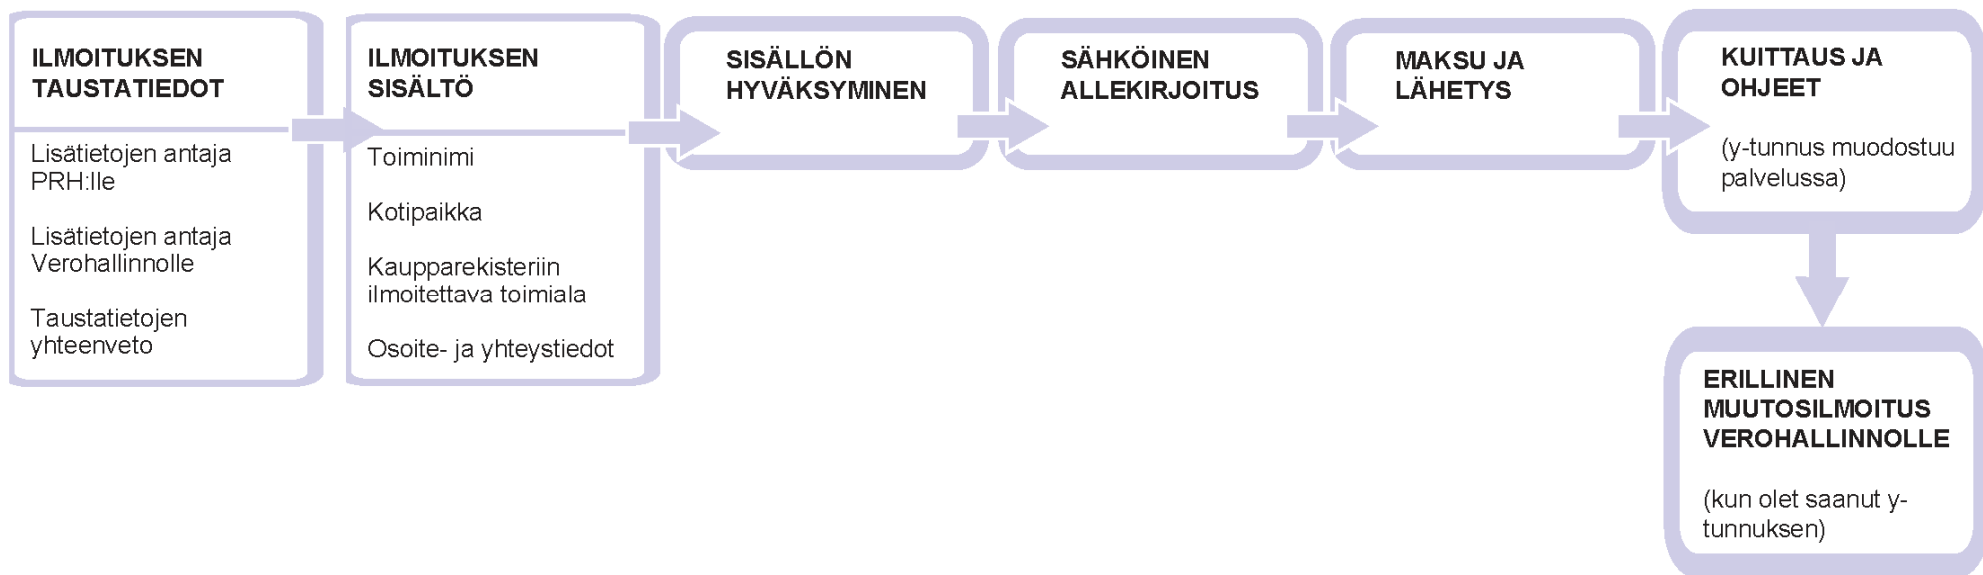 ILMOITUKSEN
TAUSTATIEDOT
Lisätietojen antaja
PRH:lle
Lisätietojen antaja
Verohallinnolle
Taustatietojen
yhteenveto
ILMOITUKSEN
SISÄLTÖ
Toiminimi
Kotipaikka
Kaupparekisteriin
ilmoitettava toimiala
Osoite- ja yhteystiedot
SISÄLLÖN
HYVÄKSYMINEN
SÄHKÖINEN
ALLEKIRJOITUS
MAKSU JA
LÄHETYS
KUITTAUS JA
OHJEET
(y-tunnus muodostuu
palvelussa)
ERILLINEN
MUUTOSILMOITUS
VEROHALLINNOLLE
(kun olet saanut y-
tunnuksen)